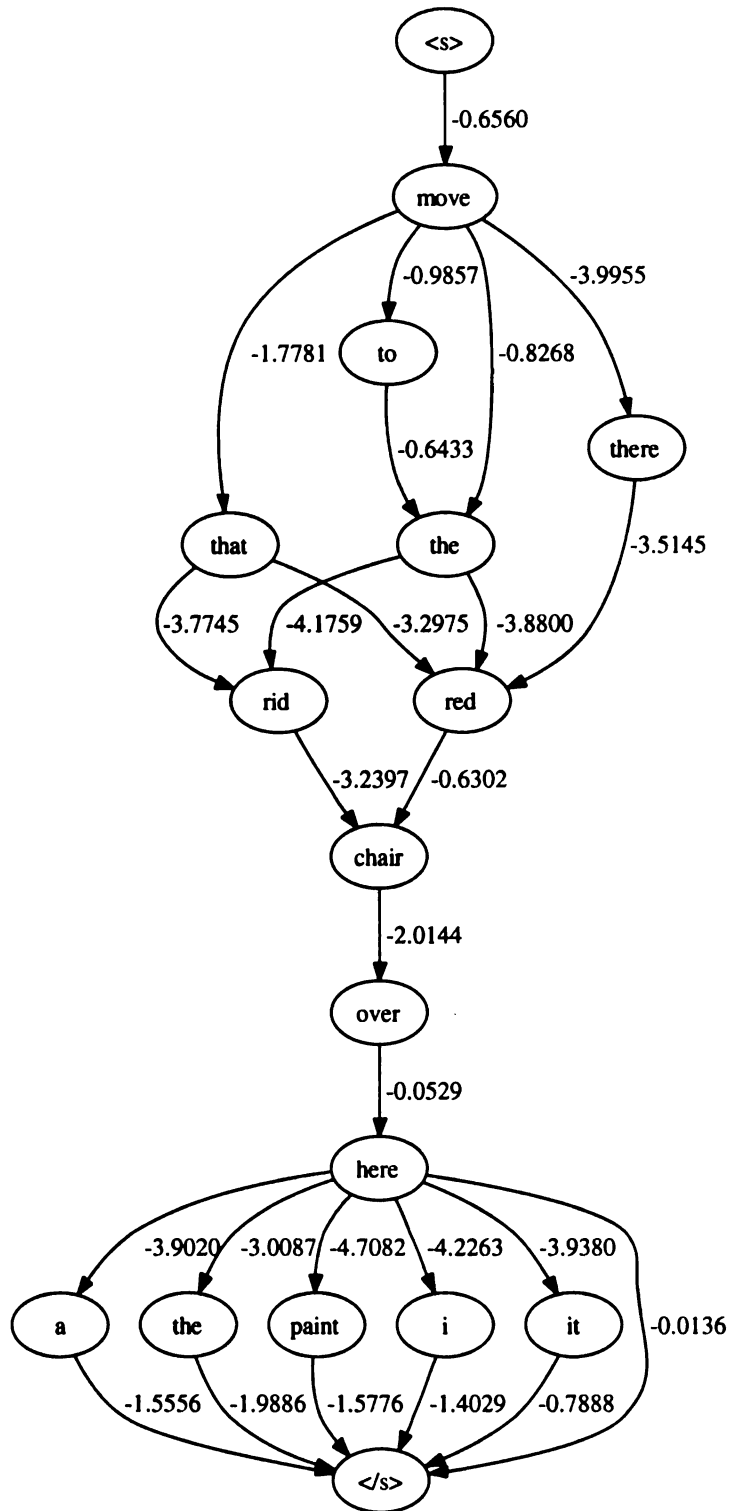 <s>
-0.6560
move
-0.9857 -3.9955
-1.7781 to -0.8268
-0.6433 there
that the -3.5145
-3.7745 -4.1759 -3.2975 -3.8800
rid red
-3.2397 -0.6302
chair
-2.0144
over
-0.0529
here
-3.9020 -3.0087 -4.7082 -4.2263 -3.9380
a the paint i it -0.0136
-1.5556 -1.9886 -1.5776 -1.4029 -0.7888
</s>